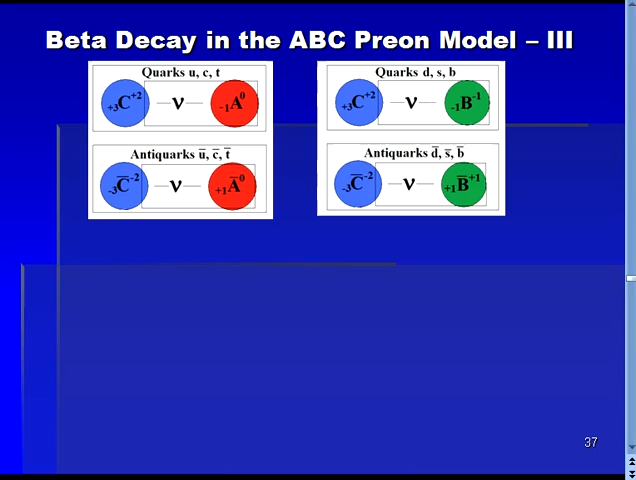 Beta Decay in the ABC Preon Model – III
Quarks u, c, t
+3C+2 —ν— -1A0
Antiquarks u̅, c̅, t̅
-3C̅-2 —ν— +1A̅0
Quarks d, s, b
+3C+2 —ν— -1B-1
Antiquarks d̅, s̅, b̅
-3C̅-2 —ν— +1B̅+1
37